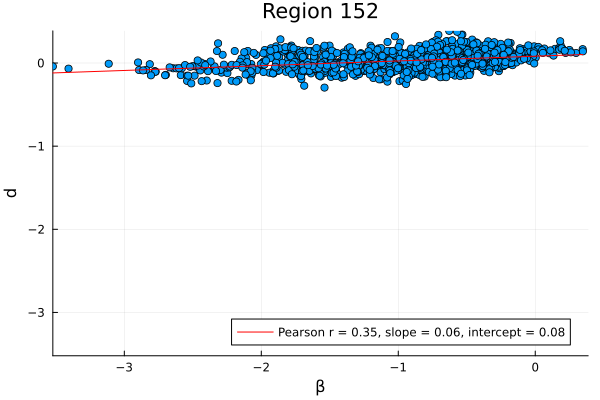 Region 152
0
−1
−2
−3
d
Pearson r = 0.35, slope = 0.06, intercept = 0.08
−3
−2
−1
0
β